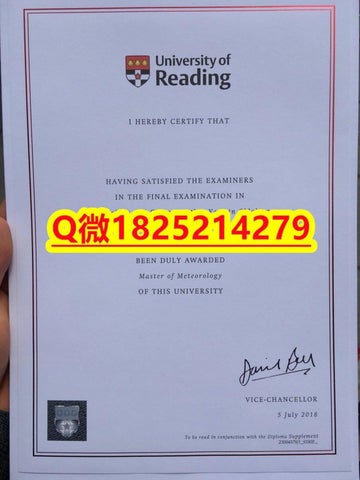 University of
Reading
I HEREBY CERTIFY THAT
HAVING SATISFIED THE EXAMINERS
IN THE FINAL EXAMINATION IN
Q微1825214279
BEEN DULY AWARDED
Master of Meteorology
OF THIS UNIVERSITY
VICE-CHANCELLOR
5 July 2018
To be read in conjunction with the Diploma Supplement